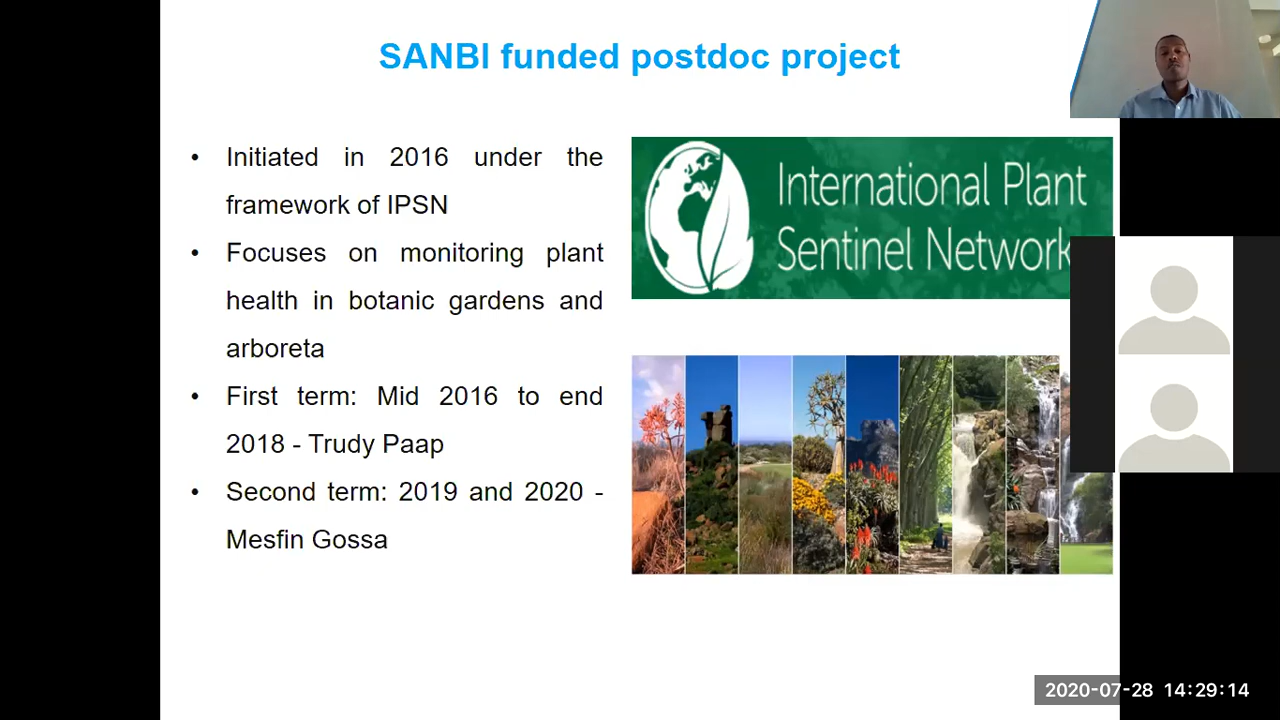 SANBI funded postdoc project
• Initiated in 2016 under the
framework of IPSN
• Focuses on monitoring plant
health in botanic gardens and
arboreta
• First term: Mid 2016 to end
2018 - Trudy Paap
• Second term: 2019 and 2020 -
Mesfin Gossa
International Plant
Sentinel Network
2020-07-28 14:29:14